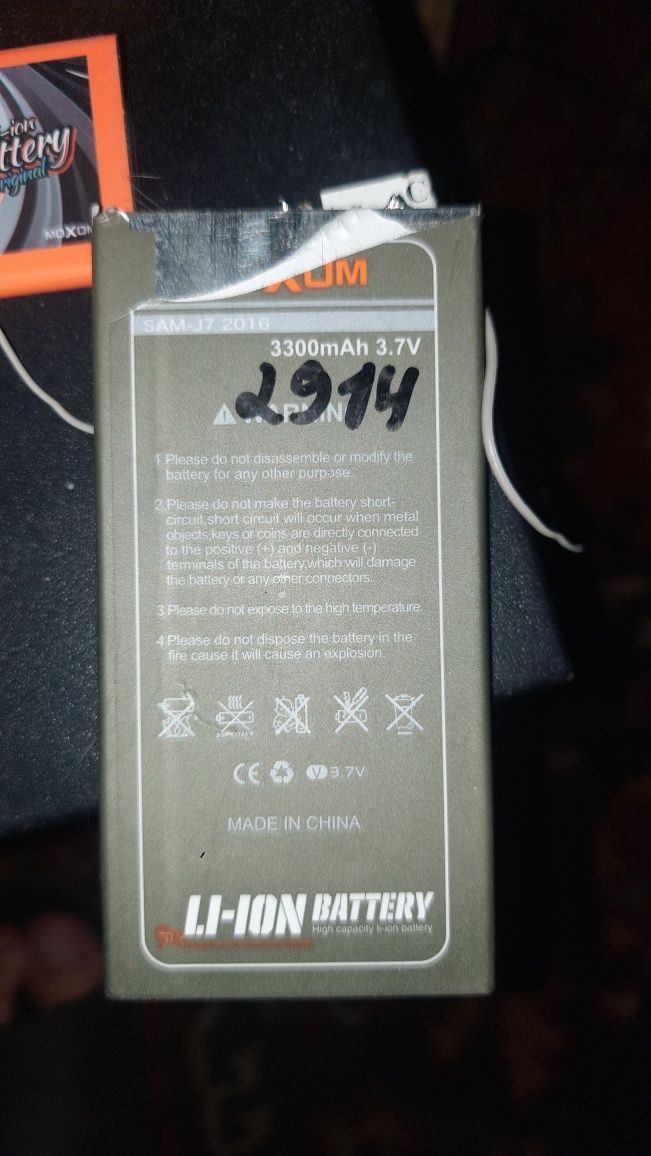 ttery
riginal
MOXOM
C
XOM
SAM-J7 2016
3300mAh 3.7V
2914
1.Please do not disassemble or modify the
battery for any other purpose.
2.Please do not make the battery short-
circuit,short circuit will occur when metal
objects,keys or coins are directly connected
to the positive (+) and negative (-)
terminals of the battery,which will damage
the battery or any other connectors.
3.Please do not expose to the high temperature.
4.Please do not dispose the battery in the
fire cause it will cause an explosion.
CE V 3.7V
MADE IN CHINA
LI-ION BATTERY
High capacity li-ion battery